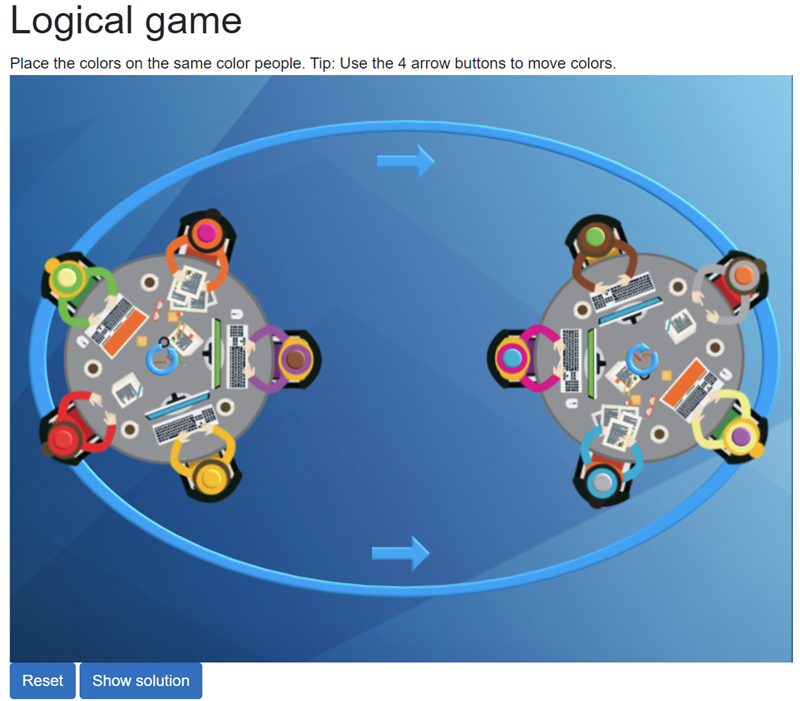 Logical game
Place the colors on the same color people. Tip: Use the 4 arrow buttons to move colors.
Reset
Show solution